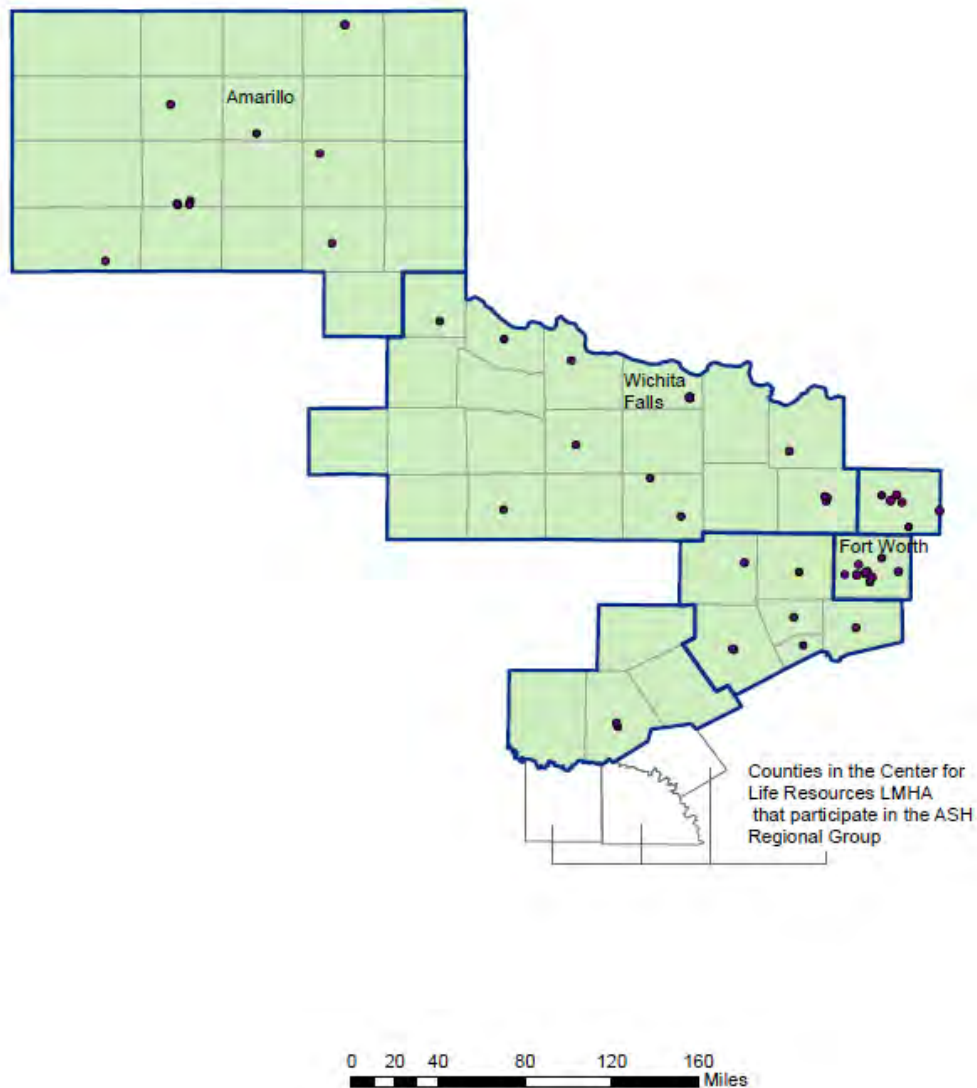 Amarillo
Wichita
Falls
Fort Worth
Counties in the Center for
Life Resources LMHA
that participate in the ASH
Regional Group
0 20 40 80 120 160
Miles